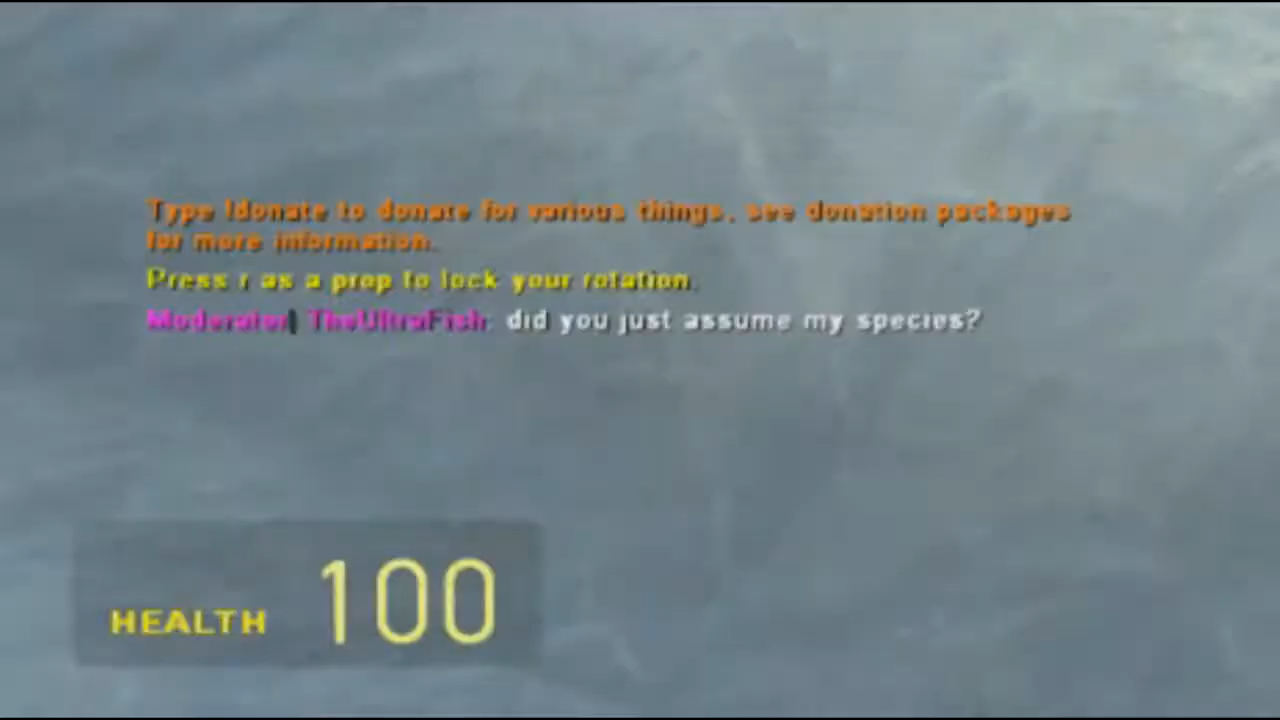 Type !donate to donate for various things, see donation packages
for more information.
Press r as a prop to lock your rotation.
Moderator| TheUltraFish: did you just assume my species?
HEALTH 100